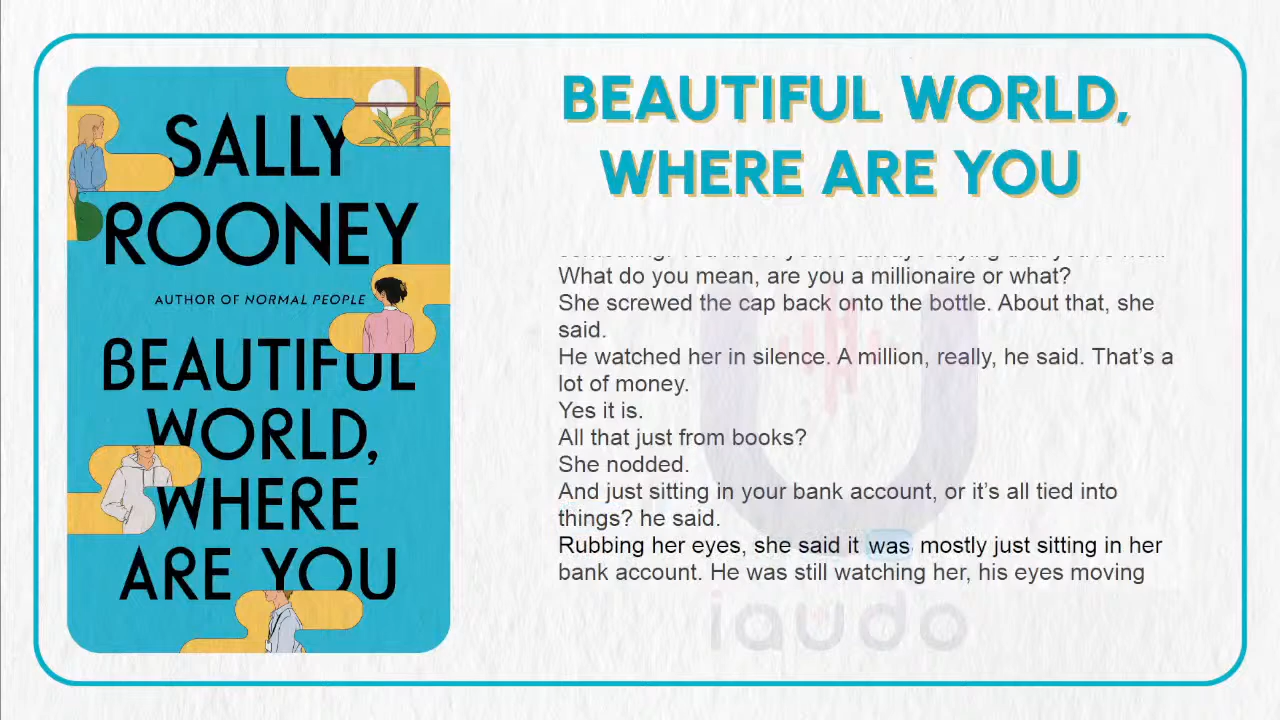 SALLY
ROONEY
AUTHOR OF NORMAL PEOPLE
BEAUTIFUL
WORLD,
WHERE
ARE YOU
BEAUTIFUL WORLD,
WHERE ARE YOU
What do you mean, are you a millionaire or what?
She screwed the cap back onto the bottle. About that, she
said.
He watched her in silence. A million, really, he said. That’s a
lot of money.
Yes it is.
All that just from books?
She nodded.
And just sitting in your bank account, or it’s all tied into
things? he said.
Rubbing her eyes, she said it was mostly just sitting in her
bank account. He was still watching her, his eyes moving
iaudo